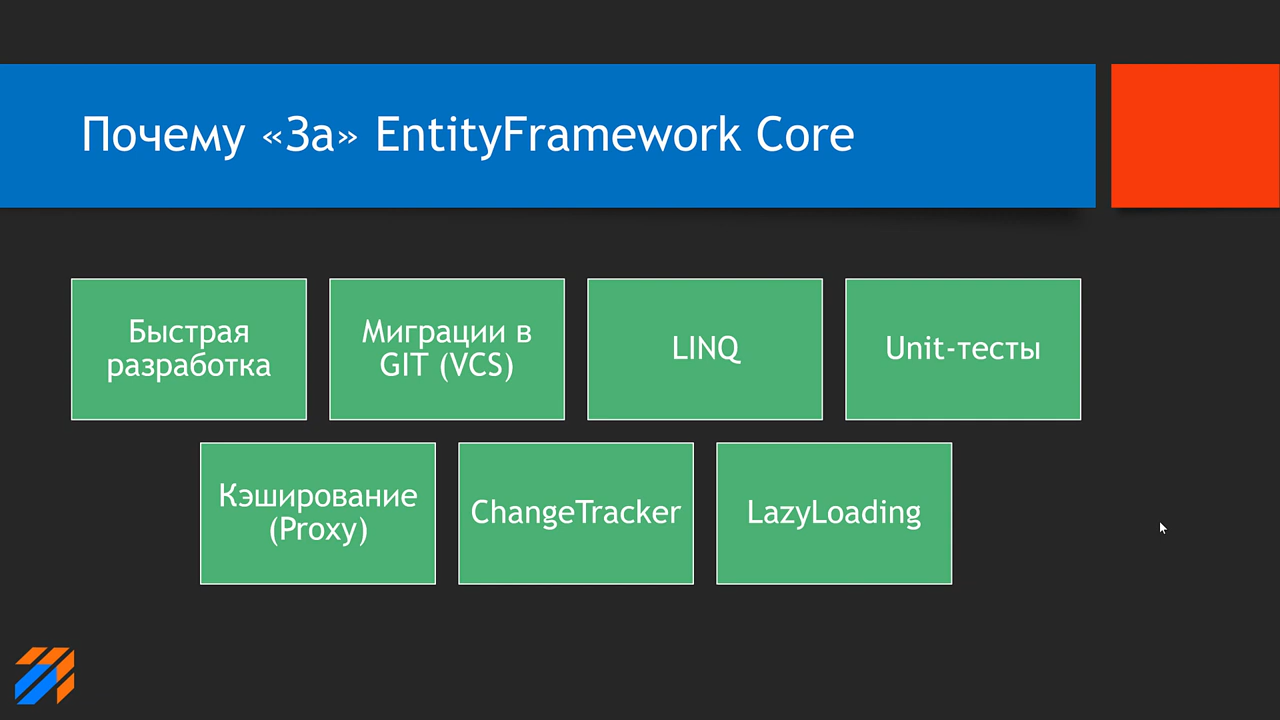 Почему «За» EntityFramework Core
Быстрая
разработка
Миграции в
GIT (VCS)
LINQ
Unit-тесты
Кэширование
(Proxy)
ChangeTracker
LazyLoading